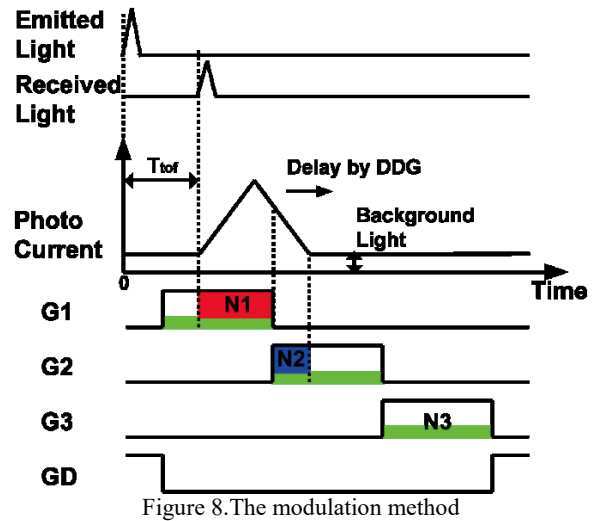 Emitted
Light
Received
Light
Ttof
Delay by DDG
Photo
Current
Background
Light
0
Time
G1
N1
G2
N2
G3
N3
GD
Figure 8.The modulation method